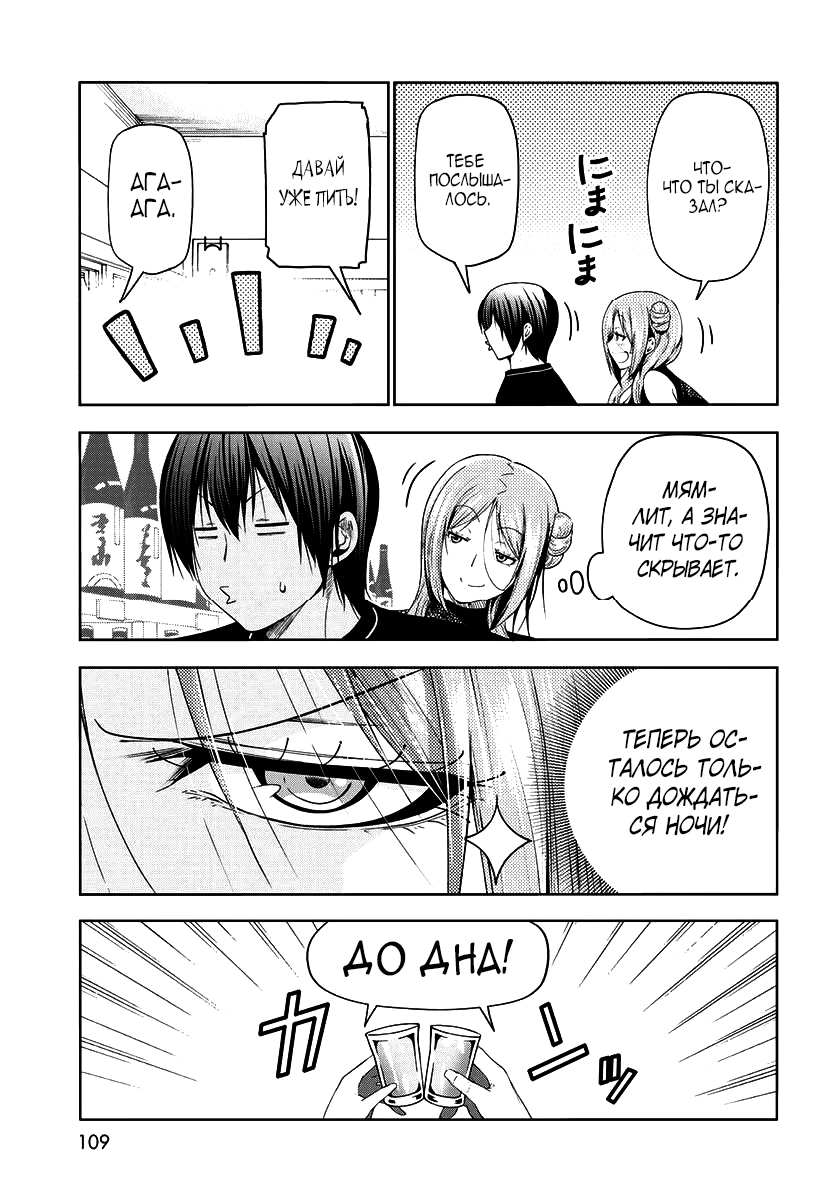 ЧТО-
ЧТО ТЫ СКА-
ЗАЛ?
にまにま
ТЕБЕ
ПОСЛЫША-
ЛОСЬ.
ДАВАЙ
УЖЕ ПИТЬ!
АГА-
АГА.
МЯМ-
ЛИТ, А ЗНА-
ЧИТ ЧТО-ТО
СКРЫВАЕТ.
ТЕПЕРЬ ОС-
ТАЛОСЬ ТОЛЬ-
КО ДОЖДАТЬ-
СЯ НОЧИ!
ДО ДНА!
カーンッ
109